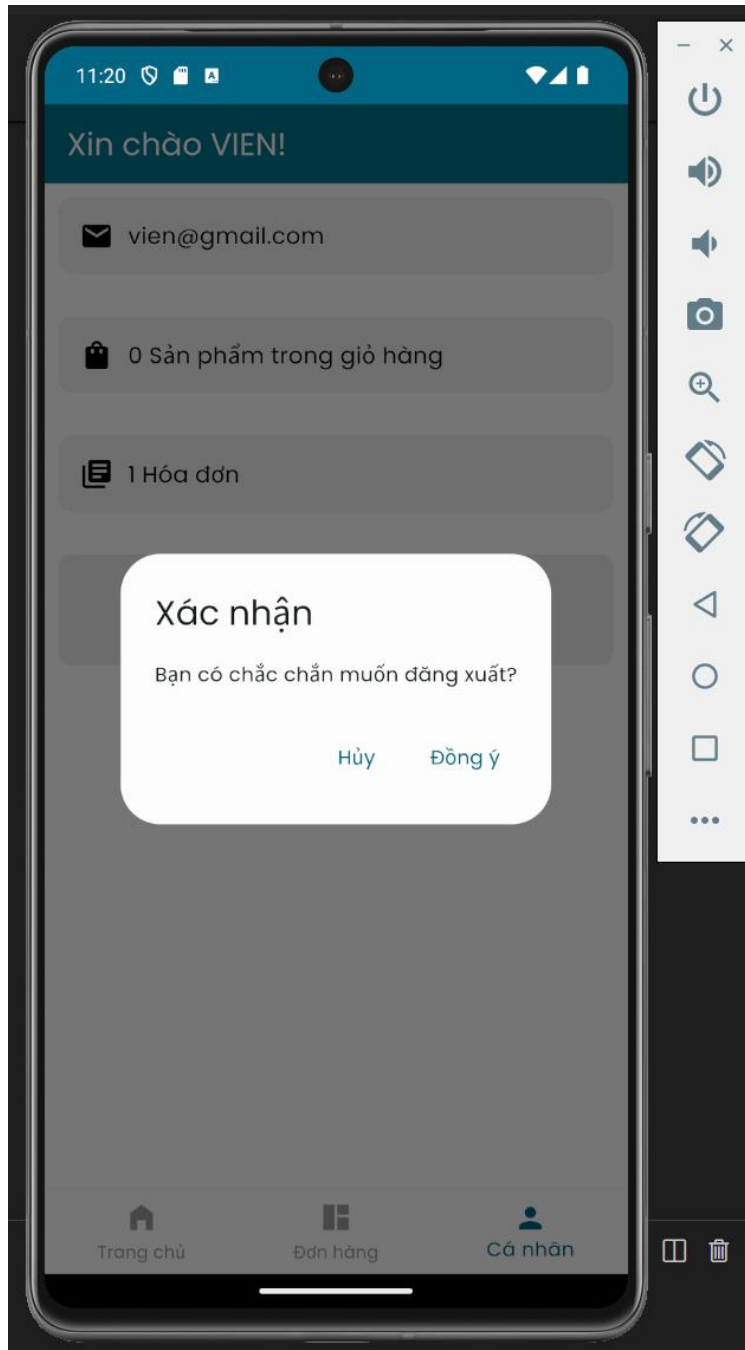 11:20
Xin chào VIEN!
vien@gmail.com
0 Sản phẩm trong giỏ hàng
1 Hóa đơn
Xác nhận
Bạn có chắc chắn muốn đăng xuất?
Hủy Đồng ý
Trang chủ Đơn hàng Cá nhân